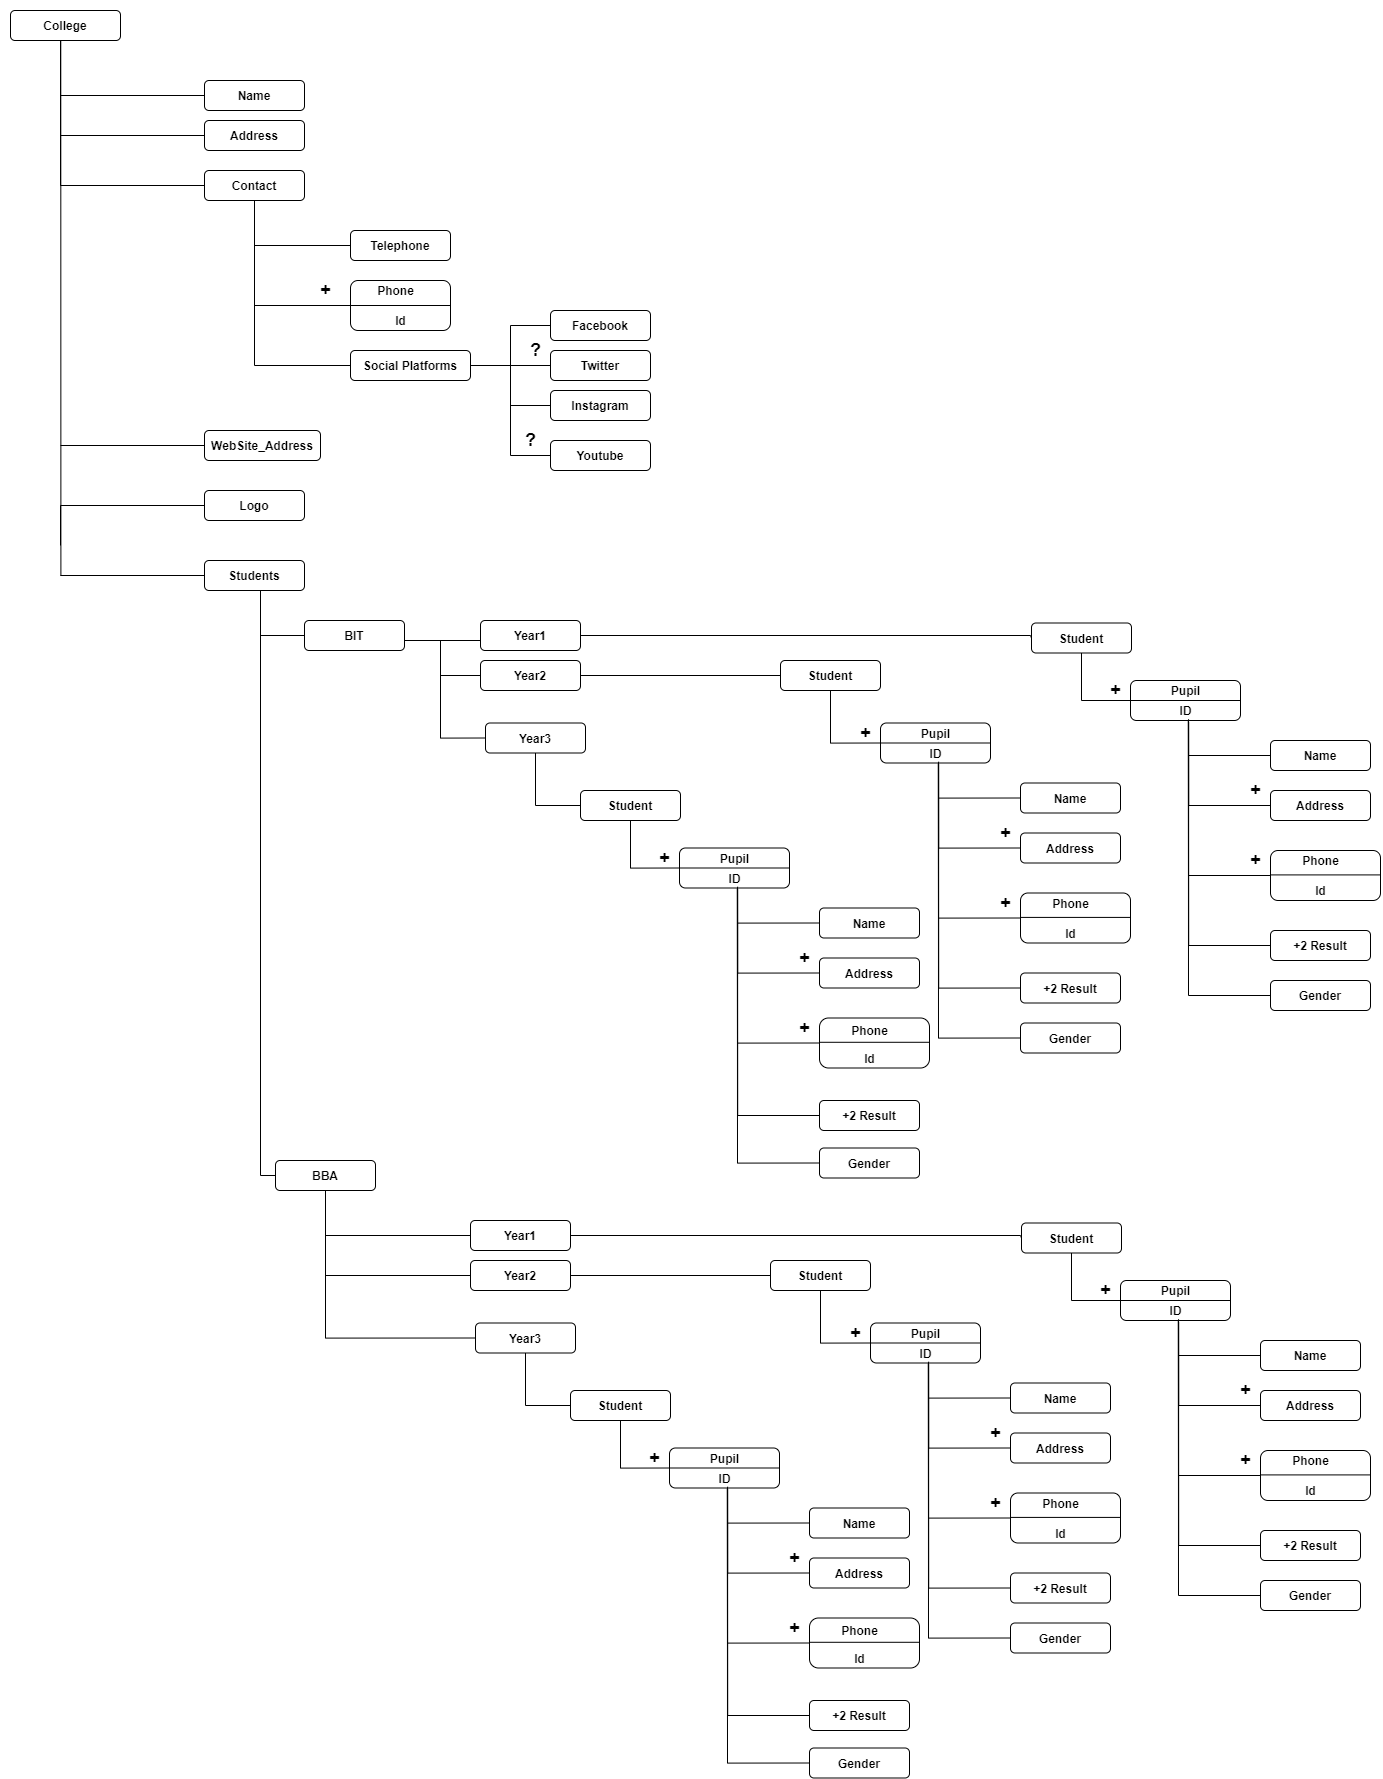 College
Name
Address
Contact
Telephone
+
Phone
Id
Social Platforms
Facebook
?
Twitter
Instagram
?
Youtube
WebSite_Address
Logo
Students
BIT
Year1
Student
+
Pupil
ID
Name
+
Address
+
Phone
Id
+2 Result
Gender
Year2
Student
+
Pupil
ID
Name
+
Address
+
Phone
Id
+2 Result
Gender
Year3
Student
+
Pupil
ID
Name
+
Address
+
Phone
Id
+2 Result
Gender
BBA
Year1
Student
+
Pupil
ID
Name
+
Address
+
Phone
Id
+2 Result
Gender
Year2
Student
+
Pupil
ID
Name
+
Address
+
Phone
Id
+2 Result
Gender
Year3
Student
+
Pupil
ID
Name
+
Address
+
Phone
Id
+2 Result
Gender